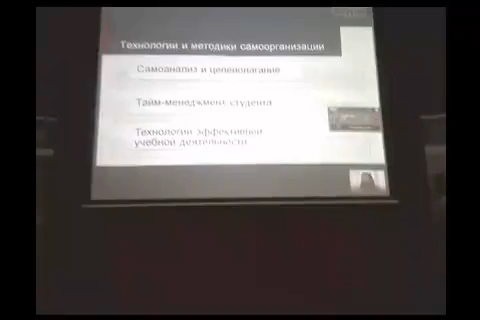 Технологии и методики самоорганизации
Самоанализ и целеполагание
Тайм-менеджмент студента
Технологии эффективной
учебной деятельности